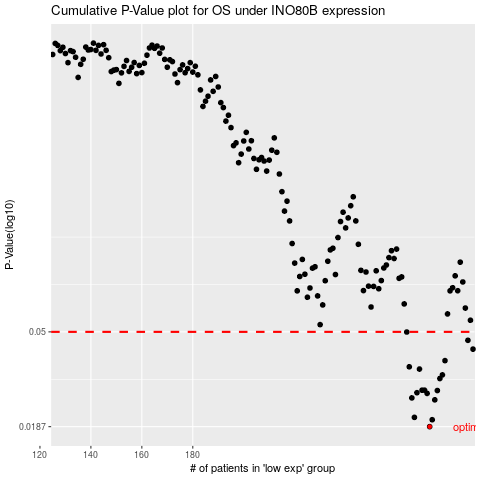 Cumulative P-Value plot for OS under INO80B expression
P-Value(log10)
0.05
0.0187
optim
120 140 160 180
# of patients in 'low exp' group